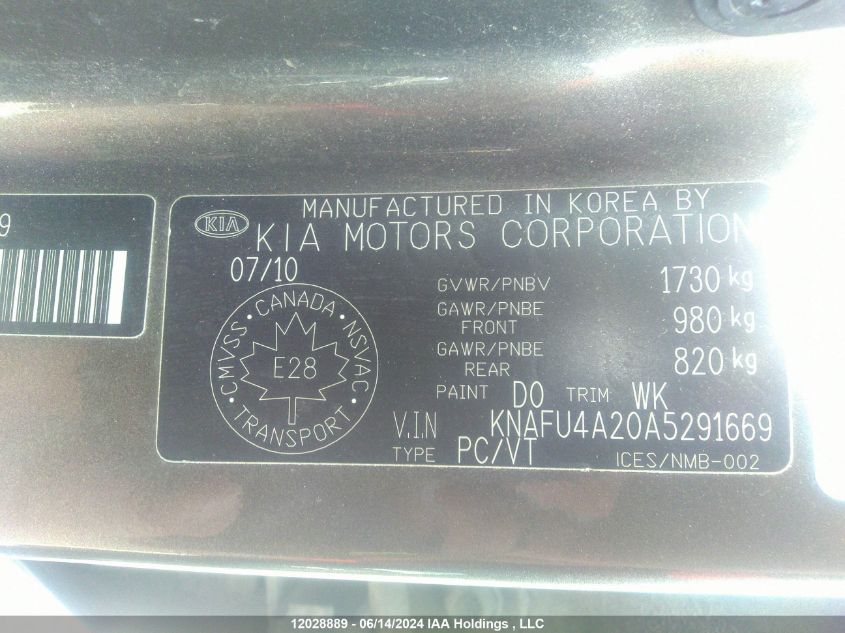 9
MANUFACTURED IN KOREA BY
KIA KIA MOTORS CORPORATION
07/10
GVWR/PNBV 1730 kg
GAWR/PNBE FRONT 980 kg
GAWR/PNBE REAR 820 kg
PAINT D0 TRIM WK
V.I.N KNAFU4A20A5291669
TYPE PC/VT ICES/NMB-002
CANADA · NSVAC · TRANSPORT · CMVSS ·
E28
12028889 - 06/14/2024 IAA Holdings , LLC